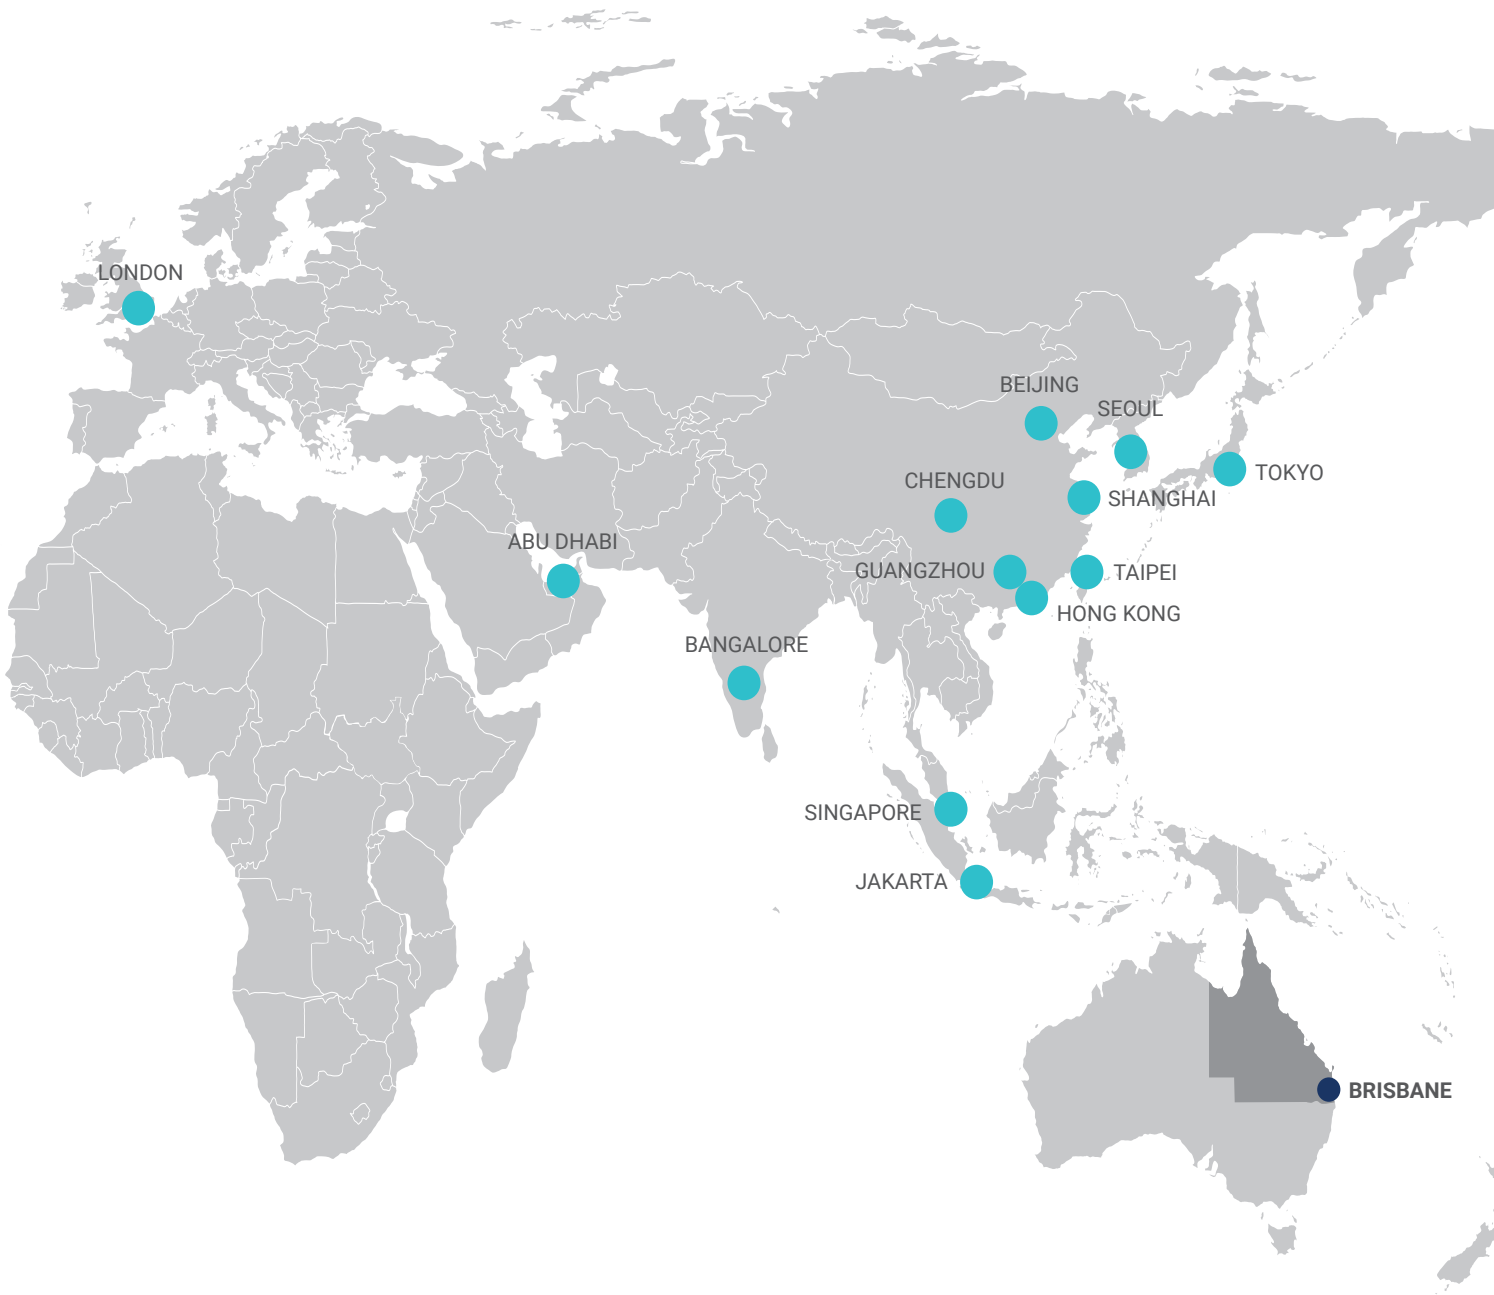 LONDON
BEIJING
SEOUL
TOKYO
CHENGDU
SHANGHAI
ABU DHABI
GUANGZHOU
TAIPEI
HONG KONG
BANGALORE
SINGAPORE
JAKARTA
BRISBANE